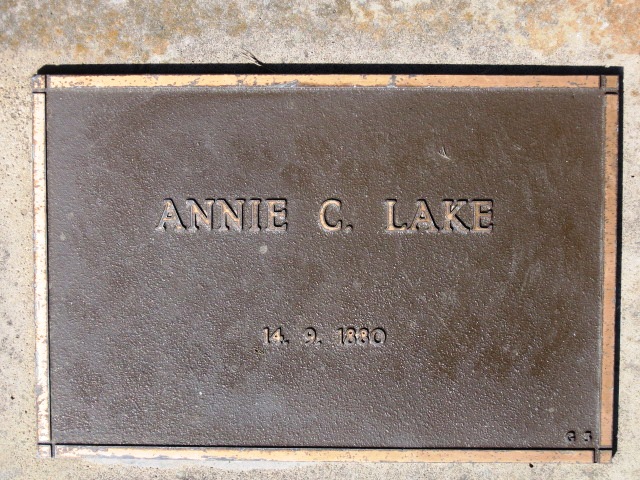 ANNIE C. LAKE
14. 9. 1880